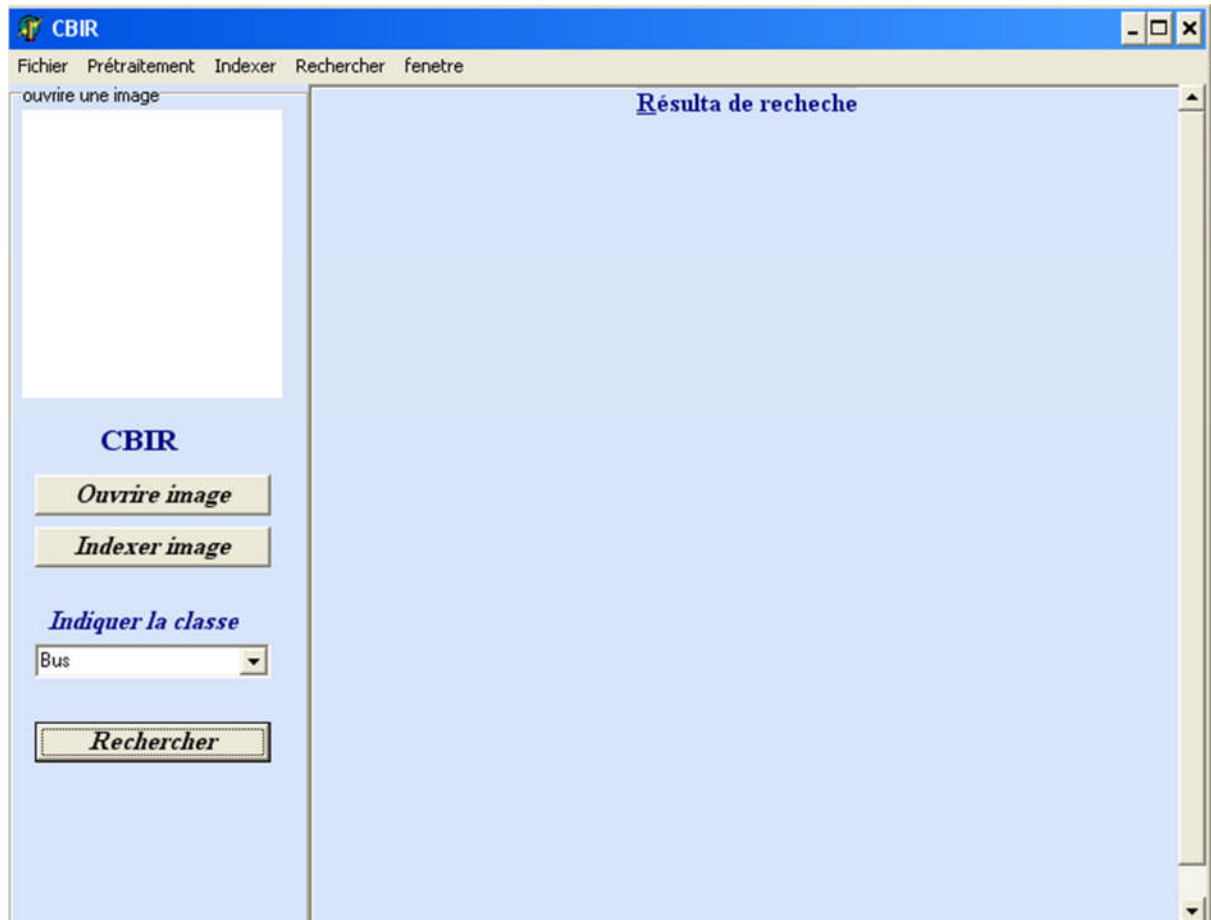 CBIR
Fichier Prétraitement Indexer Rechercher fenetre
ouvrire une image
Résulta de recheche
CBIR
Ouvrire image
Indexer image
Indiquer la classe
Bus
Rechercher